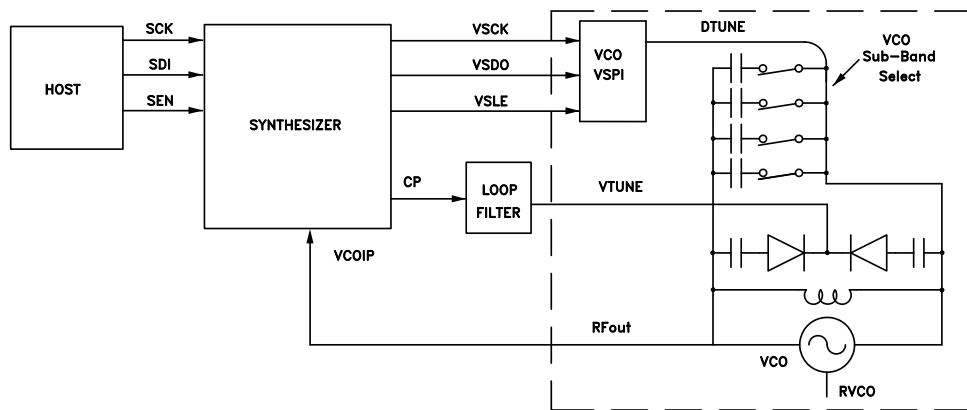 HOST
SCK
SDI
SEN
SYNTHESIZER
VSCK
VSDO
VSLE
VCO
VSPI
DTUNE
VCO
Sub-Band
Select
CP
LOOP
FILTER
VTUNE
VCOIP
RFout
VCO
RVCO